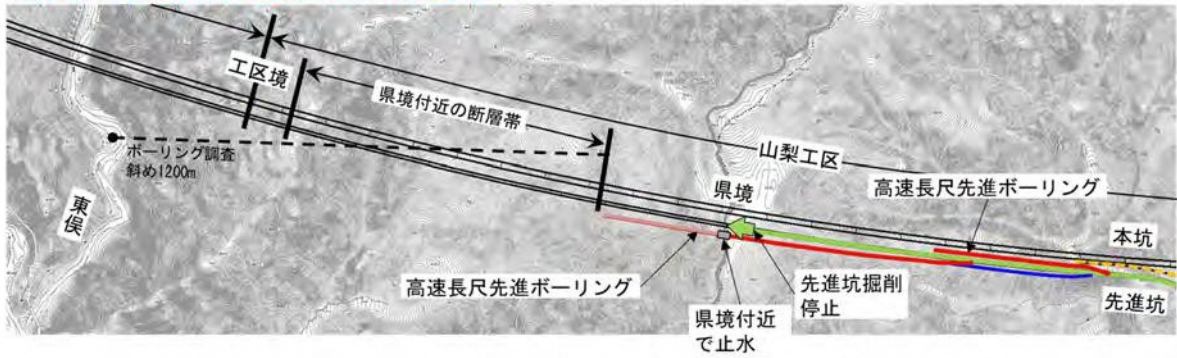 工区境
県境付近の断層帯
ボーリング調査
斜め1200m
東俣
山梨工区
県境
高速長尺先進ボーリング
本坑
高速長尺先進ボーリング
先進坑掘削
停止
先進坑
県境付近
で止水